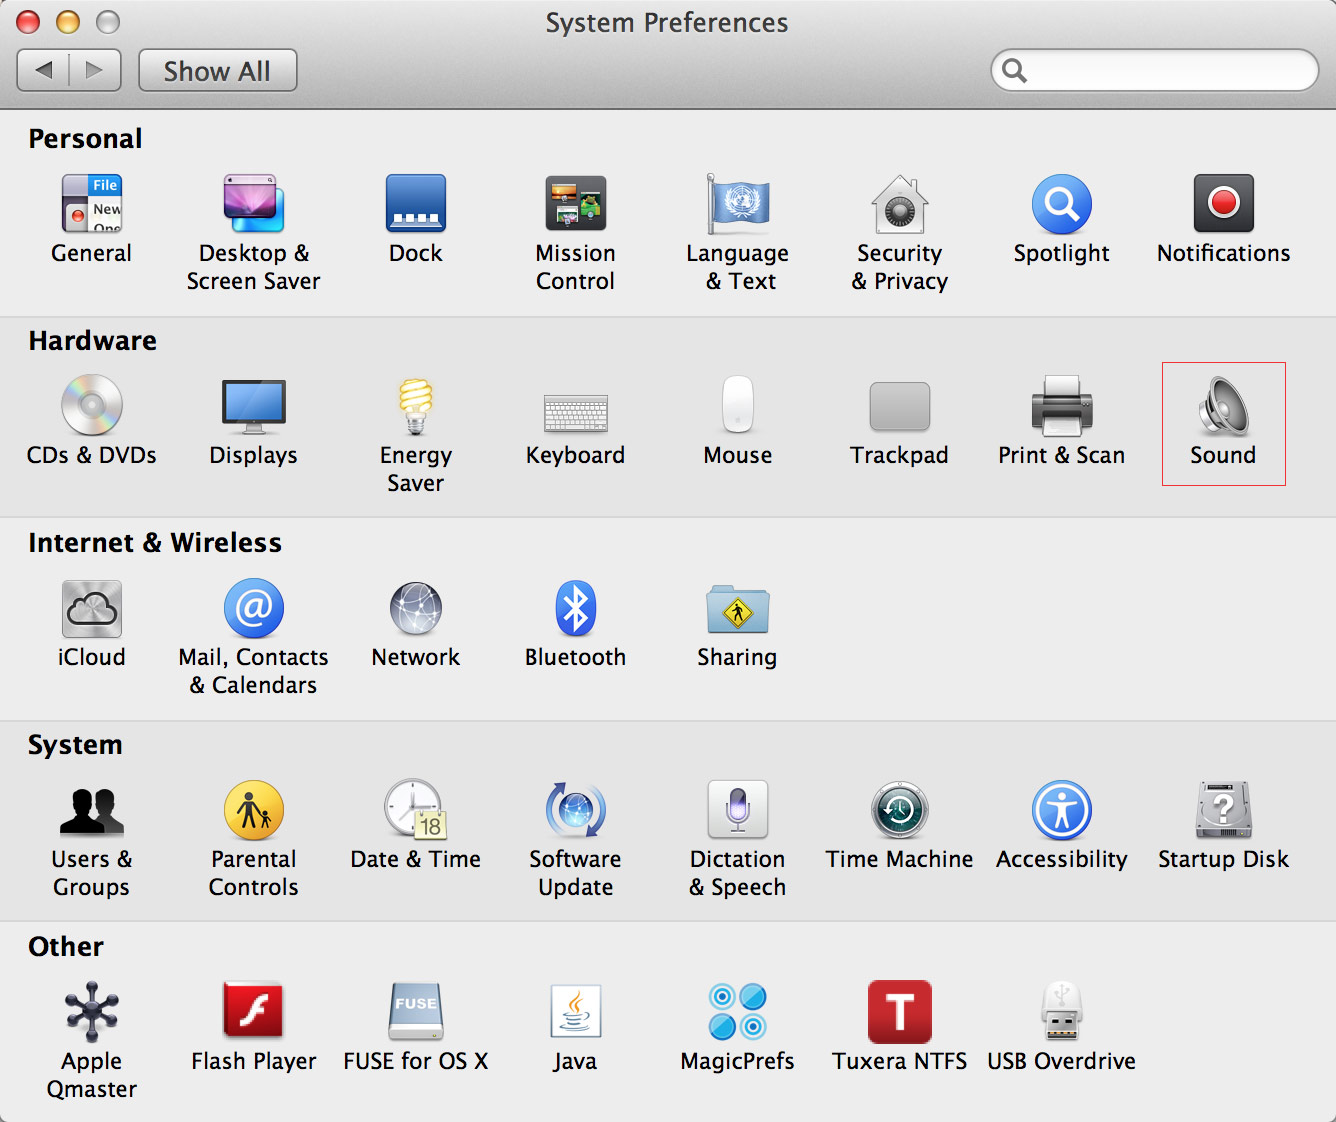 System Preferences
Show All
Personal
File
New
One
General
Desktop &
Screen Saver
Dock
Mission
Control
Language
& Text
Security
& Privacy
Spotlight
Notifications
Hardware
CDs & DVDs
Displays
Energy
Saver
Keyboard
Mouse
Trackpad
Print & Scan
Sound
Internet & Wireless
iCloud
@
Mail, Contacts
& Calendars
Network
Bluetooth
Sharing
System
Users &
Groups
Parental
Controls
18
Date & Time
Software
Update
Dictation
& Speech
Time Machine
Accessibility
?
Startup Disk
Other
Apple
Qmaster
Flash Player
FUSE
FUSE for OS X
Java
MagicPrefs
T
Tuxera NTFS
USB Overdrive